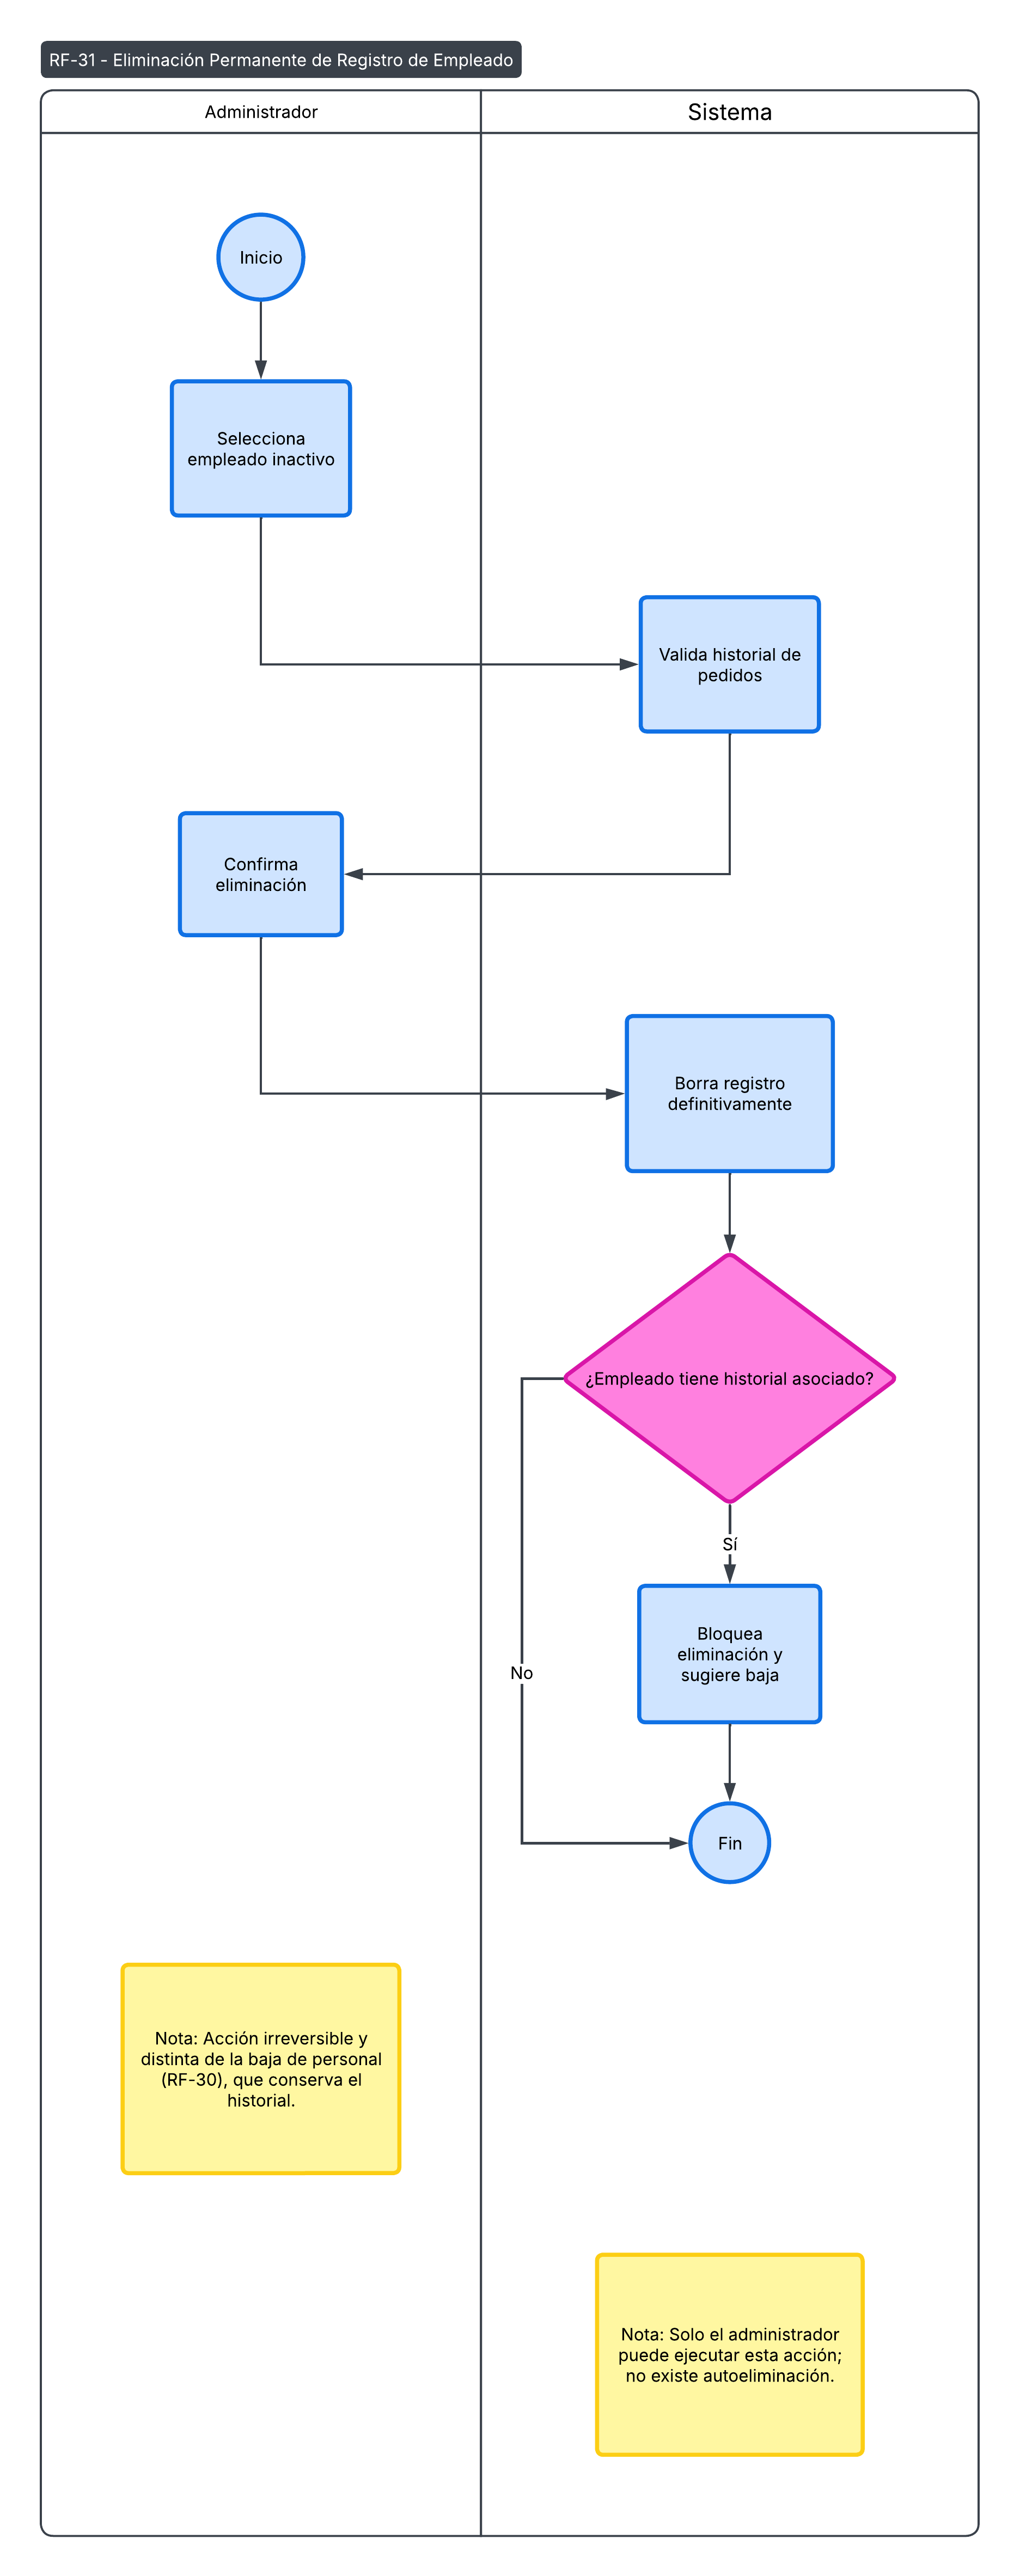 RF-31 - Eliminación Permanente de Registro de Empleado
Administrador
Sistema
Inicio
Selecciona
empleado inactivo
Valida historial de
pedidos
Confirma
eliminación
Borra registro
definitivamente
¿Empleado tiene historial asociado?
Sí
Bloquea
eliminación y
sugiere baja
No
Fin
Nota: Acción irreversible y
distinta de la baja de personal
(RF-30), que conserva el
historial.
Nota: Solo el administrador
puede ejecutar esta acción;
no existe autoeliminación.